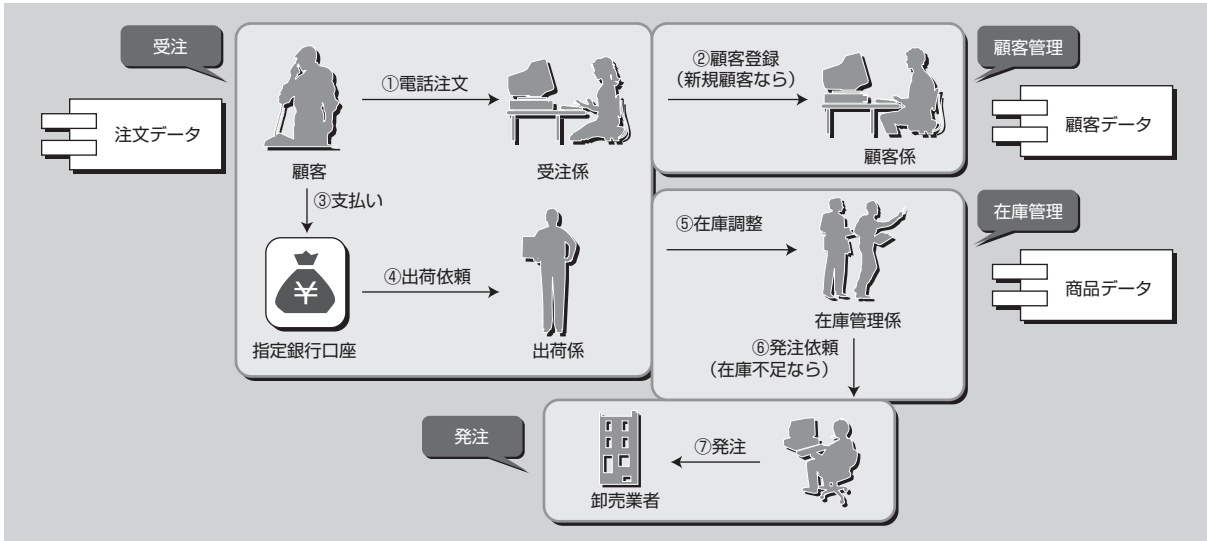 受注
注文データ
顧客
①電話注文
受注係
②顧客登録
(新規顧客なら)
顧客係
顧客管理
顧客データ
③支払い
¥
指定銀行口座
④出荷依頼
出荷係
⑤在庫調整
在庫管理係
在庫管理
商品データ
⑥発注依頼
(在庫不足なら)
発注
⑦発注
卸売業者